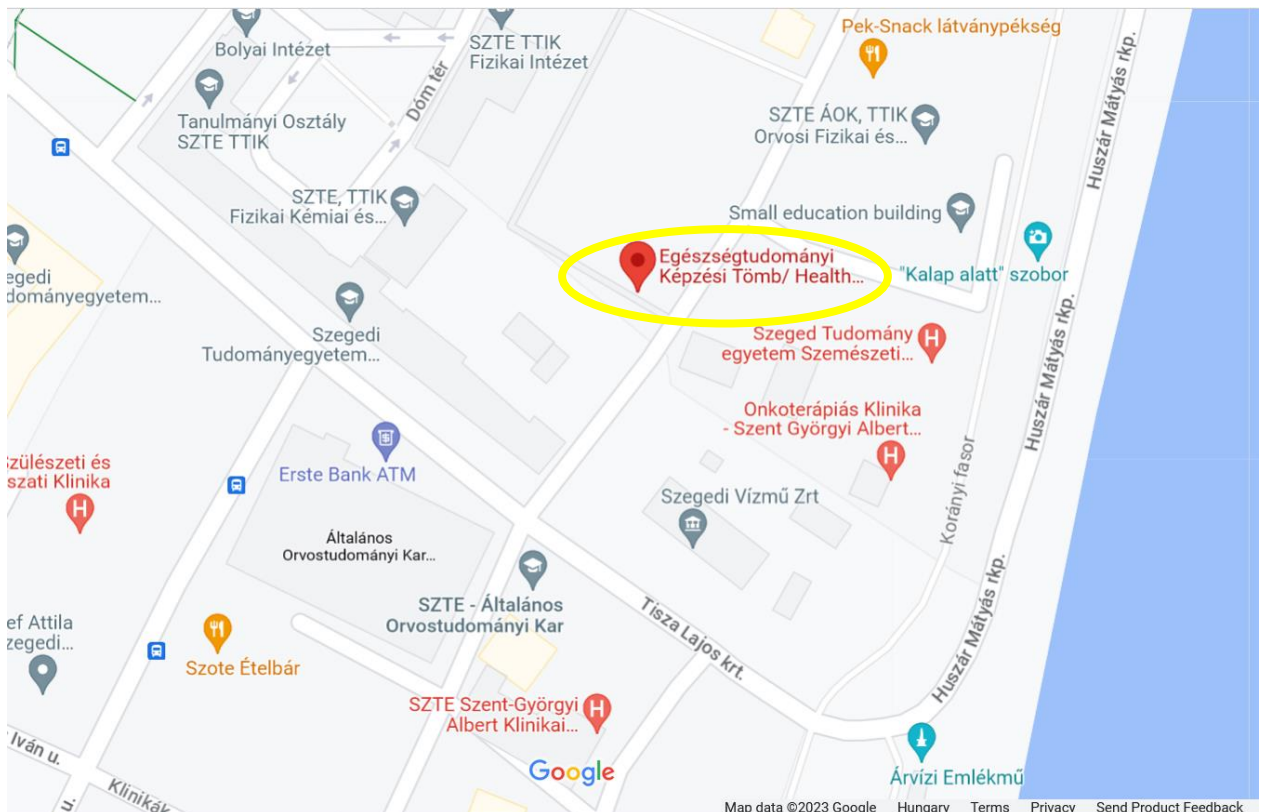 Pek-Snack látványpékség
Bolyai Intézet
SZTE TTIK
Fizikai Intézet
Dóm tér
Huszár Mátyás rkp.
Tanulmányi Osztály
SZTE TTIK
SZTE ÁOK, TTIK
Orvosi Fizikai és...
SZTE, TTIK
Fizikai Kémiai és...
Small education building
Egészségtudományi
Képzési Tömb/ Health...
"Kalap alatt" szobor
egedi
dományegyetem...
Szegedi
Tudományegyetem...
Szeged Tudomány
egyetem Szemészeti...
Huszár Mátyás rkp.
Onkoterápiás Klinika
- Szent Györgyi Albert...
zülészeti és
szati Klinika
H
Erste Bank ATM
Szegedi Vízmű Zrt
Korányi fasor
Általános
Orvostudományi Kar...
SZTE - Általános
Orvostudományi Kar
Tisza Lajos krt.
Huszár Mátyás rkp.
ef Attila
zegedi...
Szote Ételbár
SZTE Szent-Györgyi
Albert Klinikai...
Iván u.
Klinikák
u.
Google
Árvízi Emlékmű
Map data ©2023 Google Hungary Terms Privacy Send Product Feedback